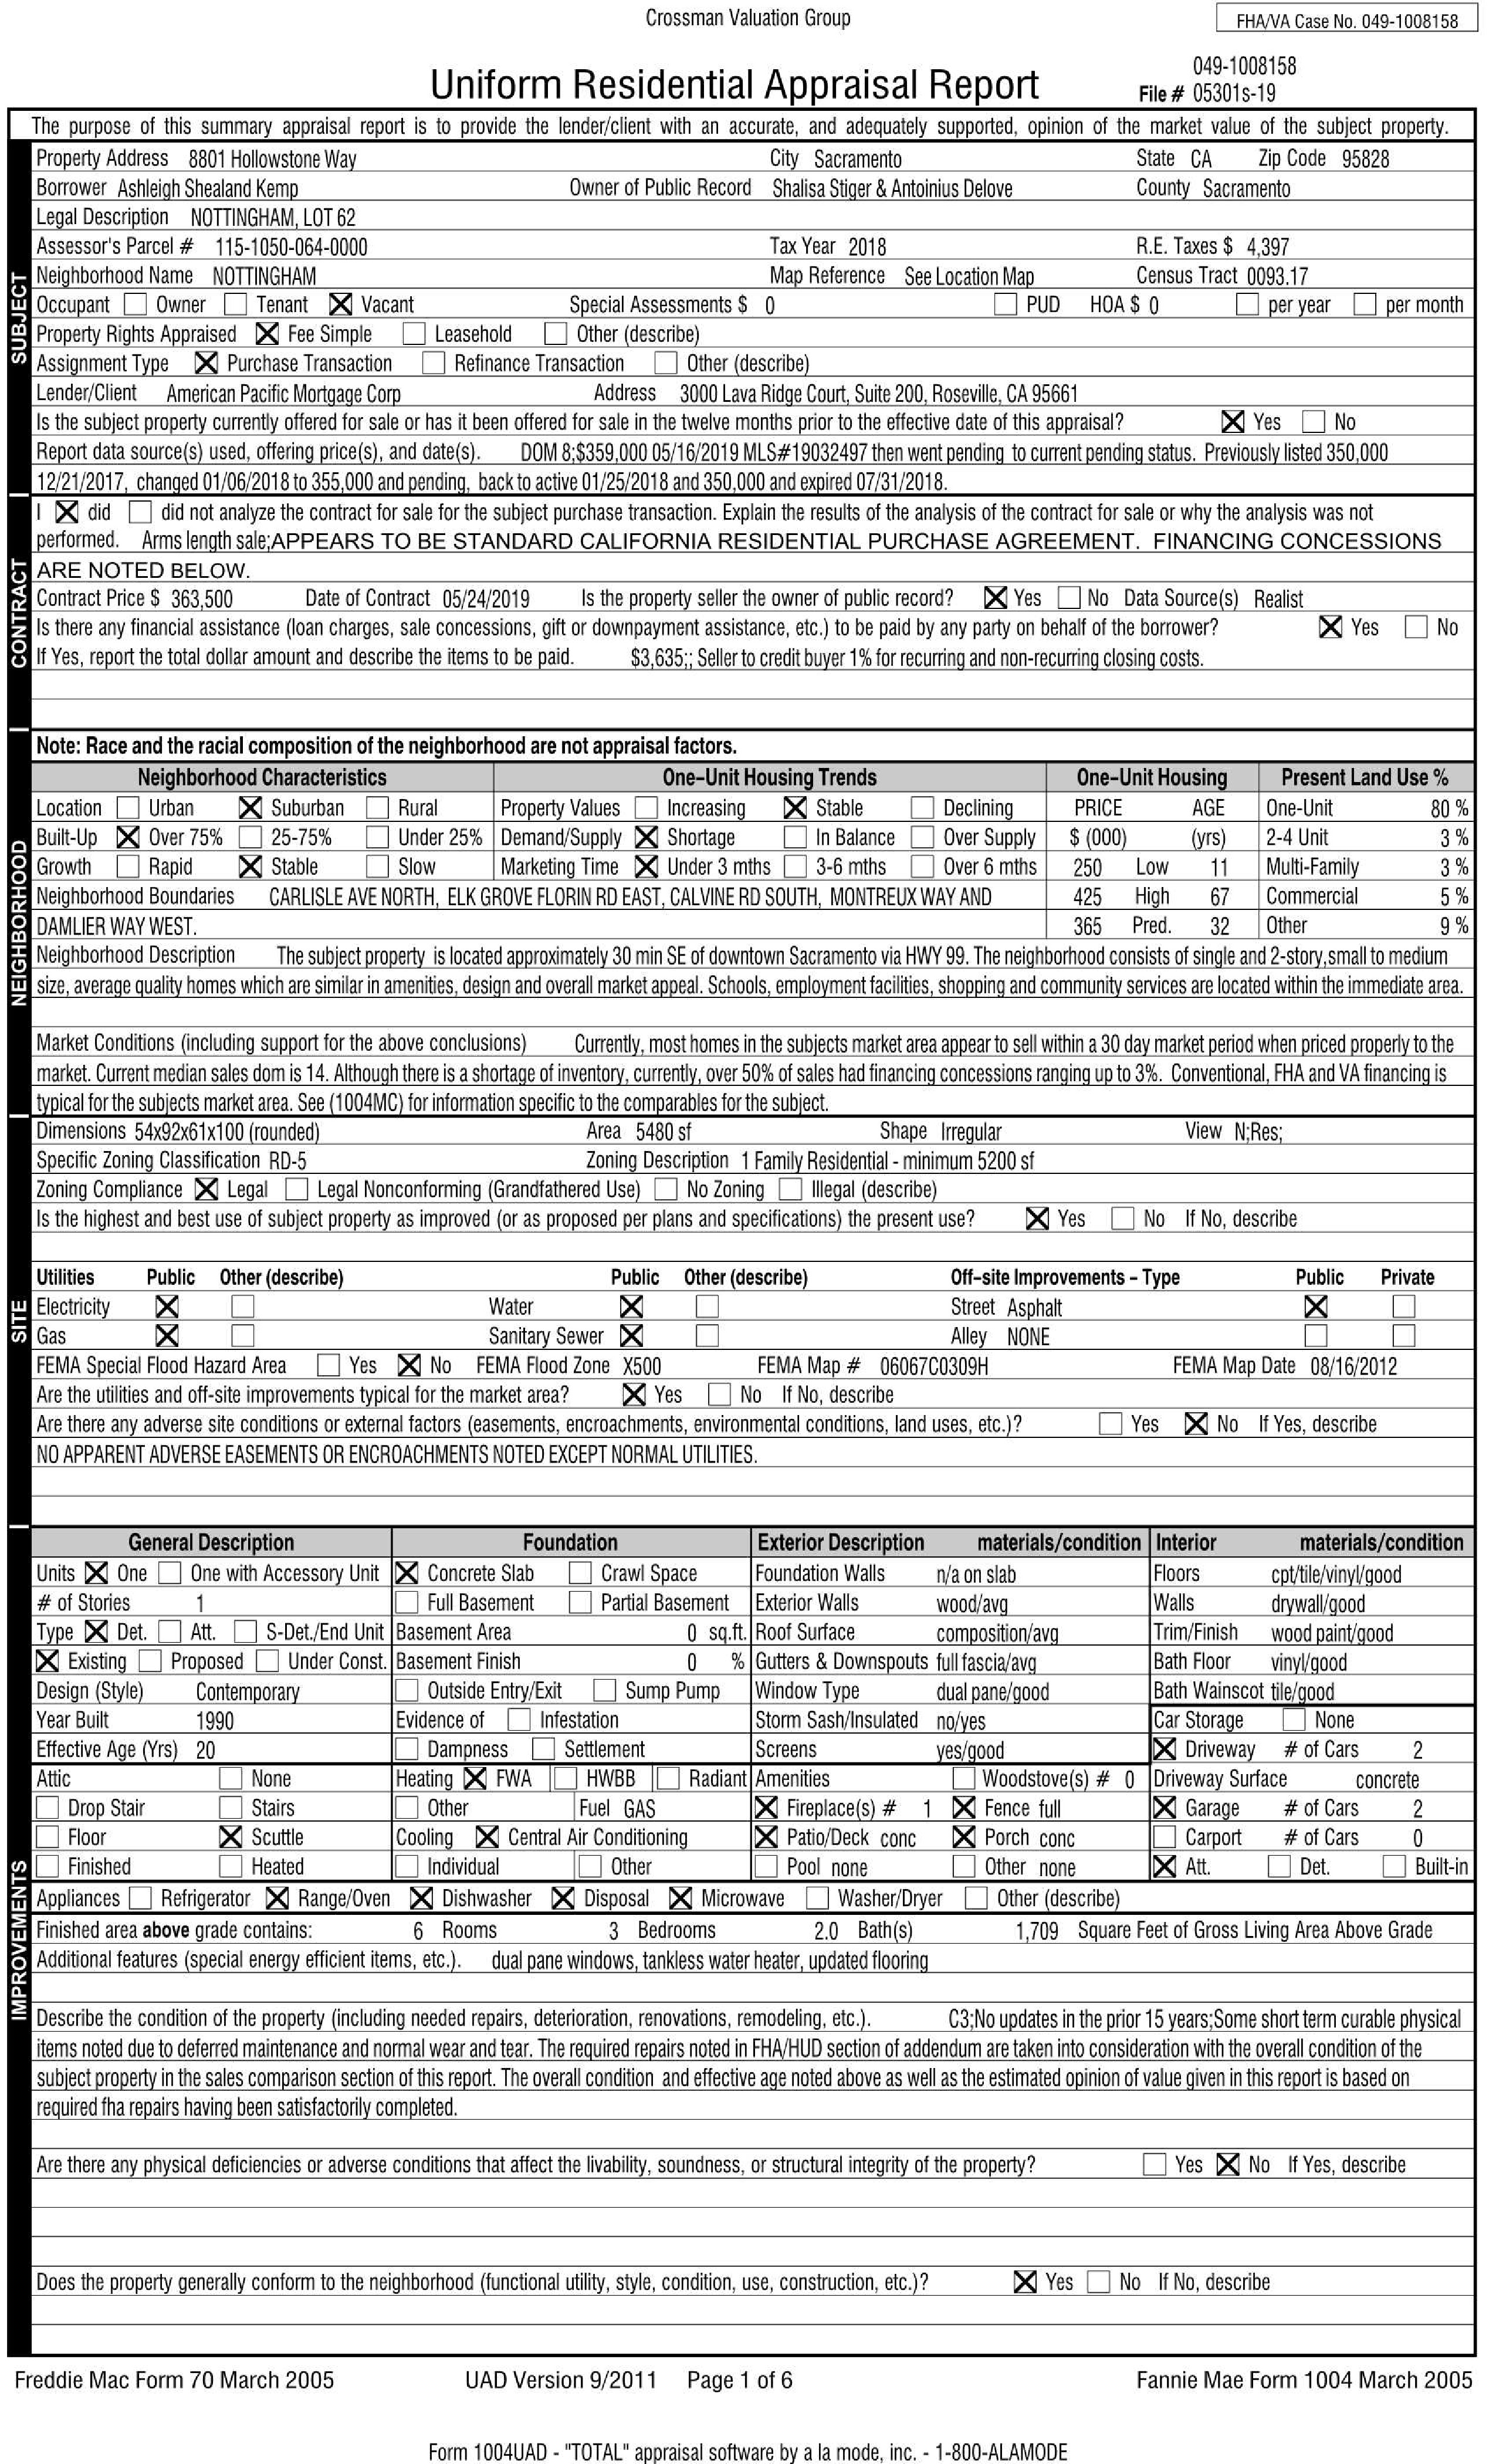 Crossman Valuation Group
FHA/VA Case No. 049-1008158
049-1008158
Uniform Residential Appraisal Report File # 05301s-19
The purpose of this summary appraisal report is to provide the lender/client with an accurate, and adequately supported, opinion of the market value of the subject property.
SUBJECT
Property Address 8801 Hollowstone Way City Sacramento State CA Zip Code 95828
Borrower Ashleigh Shealand Kemp Owner of Public Record Shalisa Stiger & Antoinius Delove County Sacramento
Legal Description NOTTINGHAM, LOT 62
Assessor's Parcel # 115-1050-064-0000 Tax Year 2018 R.E. Taxes $ 4,397
Neighborhood Name NOTTINGHAM Map Reference See Location Map Census Tract 0093.17
Occupant ☐ Owner ☐ Tenant ☒ Vacant Special Assessments $ 0 ☐ PUD HOA $ 0 ☐ per year ☐ per month
Property Rights Appraised ☒ Fee Simple ☐ Leasehold ☐ Other (describe)
Assignment Type ☒ Purchase Transaction ☐ Refinance Transaction ☐ Other (describe)
Lender/Client American Pacific Mortgage Corp Address 3000 Lava Ridge Court, Suite 200, Roseville, CA 95661
Is the subject property currently offered for sale or has it been offered for sale in the twelve months prior to the effective date of this appraisal? ☒ Yes ☐ No
Report data source(s) used, offering price(s), and date(s). DOM 8;$359,000 05/16/2019 MLS#19032497 then went pending to current pending status. Previously listed 350,000
12/21/2017, changed 01/06/2018 to 355,000 and pending, back to active 01/25/2018 and 350,000 and expired 07/31/2018.
CONTRACT
I ☒ did ☐ did not analyze the contract for sale for the subject purchase transaction. Explain the results of the analysis of the contract for sale or why the analysis was not
performed. Arms length sale;APPEARS TO BE STANDARD CALIFORNIA RESIDENTIAL PURCHASE AGREEMENT. FINANCING CONCESSIONS
ARE NOTED BELOW.
Contract Price $ 363,500 Date of Contract 05/24/2019 Is the property seller the owner of public record? ☒ Yes ☐ No Data Source(s) Realist
Is there any financial assistance (loan charges, sale concessions, gift or downpayment assistance, etc.) to be paid by any party on behalf of the borrower? ☒ Yes ☐ No
If Yes, report the total dollar amount and describe the items to be paid. $3,635;; Seller to credit buyer 1% for recurring and non-recurring closing costs.
NEIGHBORHOOD
Note: Race and the racial composition of the neighborhood are not appraisal factors.
Neighborhood Characteristics One-Unit Housing Trends One-Unit Housing Present Land Use %
Location ☐ Urban ☒ Suburban ☐ Rural Property Values ☐ Increasing ☒ Stable ☐ Declining PRICE AGE One-Unit 80 %
Built-Up ☒ Over 75% ☐ 25-75% ☐ Under 25% Demand/Supply ☒ Shortage ☐ In Balance ☐ Over Supply $ (000) (yrs) 2-4 Unit 3 %
Growth ☐ Rapid ☒ Stable ☐ Slow Marketing Time ☒ Under 3 mths ☐ 3-6 mths ☐ Over 6 mths 250 Low 11 Multi-Family 3 %
Neighborhood Boundaries CARLISLE AVE NORTH, ELK GROVE FLORIN RD EAST, CALVINE RD SOUTH, MONTREUX WAY AND 425 High 67 Commercial 5 %
DAMLIER WAY WEST. 365 Pred. 32 Other 9 %
Neighborhood Description The subject property is located approximately 30 min SE of downtown Sacramento via HWY 99. The neighborhood consists of single and 2-story,small to medium
size, average quality homes which are similar in amenities, design and overall market appeal. Schools, employment facilities, shopping and community services are located within the immediate area.
Market Conditions (including support for the above conclusions) Currently, most homes in the subjects market area appear to sell within a 30 day market period when priced properly to the
market. Current median sales dom is 14. Although there is a shortage of inventory, currently, over 50% of sales had financing concessions ranging up to 3%. Conventional, FHA and VA financing is
typical for the subjects market area. See (1004MC) for information specific to the comparables for the subject.
SITE
Dimensions 54x92x61x100 (rounded) Area 5480 sf Shape Irregular View N;Res;
Specific Zoning Classification RD-5 Zoning Description 1 Family Residential - minimum 5200 sf
Zoning Compliance ☒ Legal ☐ Legal Nonconforming (Grandfathered Use) ☐ No Zoning ☐ Illegal (describe)
Is the highest and best use of subject property as improved (or as proposed per plans and specifications) the present use? ☒ Yes ☐ No If No, describe
Utilities Public Other (describe) Public Other (describe) Off-site Improvements - Type Public Private
Electricity ☒ ☐ Water ☒ ☐ Street Asphalt ☒ ☐
Gas ☒ ☐ Sanitary Sewer ☒ ☐ Alley NONE ☐ ☐
FEMA Special Flood Hazard Area ☐ Yes ☒ No FEMA Flood Zone X500 FEMA Map # 06067C0309H FEMA Map Date 08/16/2012
Are the utilities and off-site improvements typical for the market area? ☒ Yes ☐ No If No, describe
Are there any adverse site conditions or external factors (easements, encroachments, environmental conditions, land uses, etc.)? ☐ Yes ☒ No If Yes, describe
NO APPARENT ADVERSE EASEMENTS OR ENCROACHMENTS NOTED EXCEPT NORMAL UTILITIES.
IMPROVEMENTS
General Description Foundation Exterior Description materials/condition Interior materials/condition
Units ☒ One ☐ One with Accessory Unit ☒ Concrete Slab ☐ Crawl Space Foundation Walls n/a on slab Floors cpt/tile/vinyl/good
# of Stories 1 ☐ Full Basement ☐ Partial Basement Exterior Walls wood/avg Walls drywall/good
Type ☒ Det. ☐ Att. ☐ S-Det./End Unit Basement Area 0 sq.ft. Roof Surface composition/avg Trim/Finish wood paint/good
☒ Existing ☐ Proposed ☐ Under Const. Basement Finish 0 % Gutters & Downspouts full fascia/avg Bath Floor vinyl/good
Design (Style) Contemporary ☐ Outside Entry/Exit ☐ Sump Pump Window Type dual pane/good Bath Wainscot tile/good
Year Built 1990 Evidence of ☐ Infestation Storm Sash/Insulated no/yes Car Storage ☐ None
Effective Age (Yrs) 20 ☐ Dampness ☐ Settlement Screens yes/good ☒ Driveway # of Cars 2
Attic ☐ None Heating ☒ FWA ☐ HWBB ☐ Radiant Amenities ☐ Woodstove(s) # 0 Driveway Surface concrete
☐ Drop Stair ☐ Stairs ☐ Other Fuel GAS ☒ Fireplace(s) # 1 ☒ Fence full ☒ Garage # of Cars 2
☐ Floor ☒ Scuttle Cooling ☒ Central Air Conditioning ☒ Patio/Deck conc ☒ Porch conc ☐ Carport # of Cars 0
☐ Finished ☐ Heated ☐ Individual ☐ Other ☐ Pool none ☐ Other none ☒ Att. ☐ Det. ☐ Built-in
Appliances ☐ Refrigerator ☒ Range/Oven ☒ Dishwasher ☒ Disposal ☒ Microwave ☐ Washer/Dryer ☐ Other (describe)
Finished area above grade contains: 6 Rooms 3 Bedrooms 2.0 Bath(s) 1,709 Square Feet of Gross Living Area Above Grade
Additional features (special energy efficient items, etc.). dual pane windows, tankless water heater, updated flooring
Describe the condition of the property (including needed repairs, deterioration, renovations, remodeling, etc.). C3;No updates in the prior 15 years;Some short term curable physical
items noted due to deferred maintenance and normal wear and tear. The required repairs noted in FHA/HUD section of addendum are taken into consideration with the overall condition of the
subject property in the sales comparison section of this report. The overall condition and effective age noted above as well as the estimated opinion of value given in this report is based on
required fha repairs having been satisfactorily completed.
Are there any physical deficiencies or adverse conditions that affect the livability, soundness, or structural integrity of the property? ☐ Yes ☒ No If Yes, describe
Does the property generally conform to the neighborhood (functional utility, style, condition, use, construction, etc.)? ☒ Yes ☐ No If No, describe
Freddie Mac Form 70 March 2005 UAD Version 9/2011 Page 1 of 6 Fannie Mae Form 1004 March 2005
Form 1004UAD - "TOTAL" appraisal software by a la mode, inc. - 1-800-ALAMODE